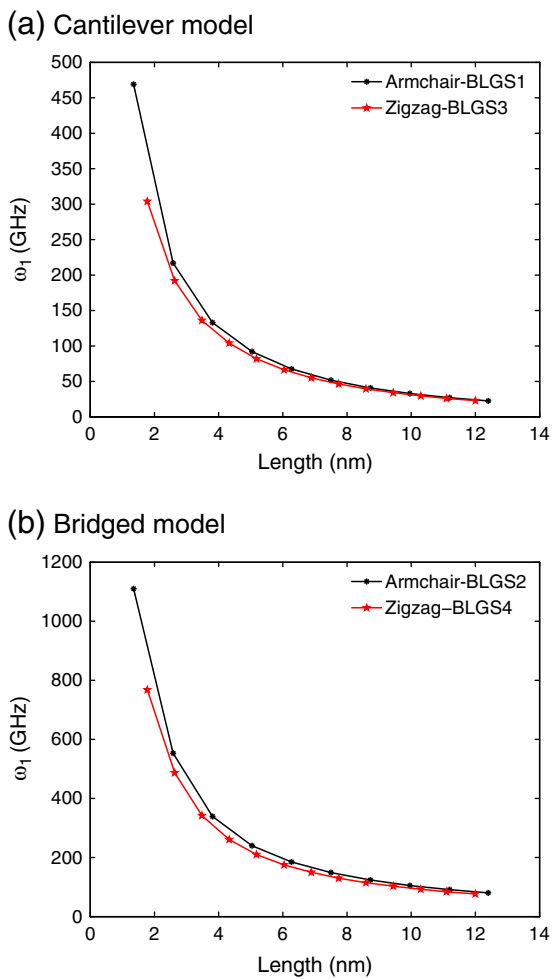 (a) Cantilever model
500
450
400
350
300
250
200
150
100
50
0
ω1 (GHz)
Armchair-BLGS1
Zigzag-BLGS3
0 2 4 6 8 10 12 14
Length (nm)
(b) Bridged model
1200
1000
800
600
400
200
0
ω1 (GHz)
Armchair-BLGS2
Zigzag−BLGS4
0 2 4 6 8 10 12 14
Length (nm)